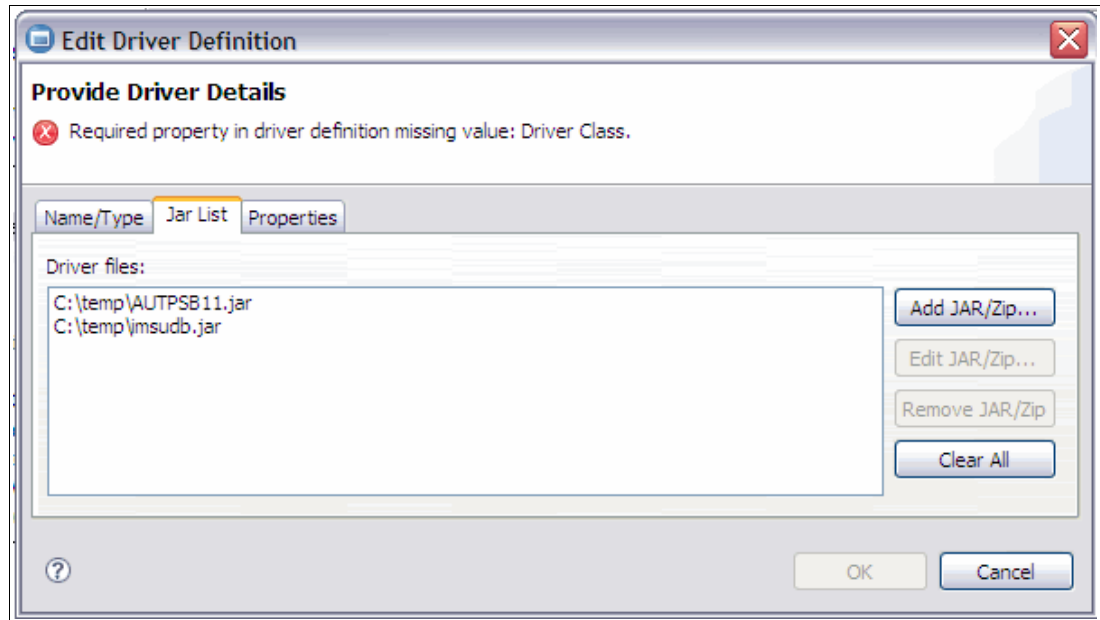 Edit Driver Definition
Provide Driver Details
Required property in driver definition missing value: Driver Class.
Name/Type Jar List Properties
Driver files:
C:\temp\AUTPSB11.jar
C:\temp\imsudb.jar
Add JAR/Zip...
Edit JAR/Zip...
Remove JAR/Zip
Clear All
?
OK Cancel